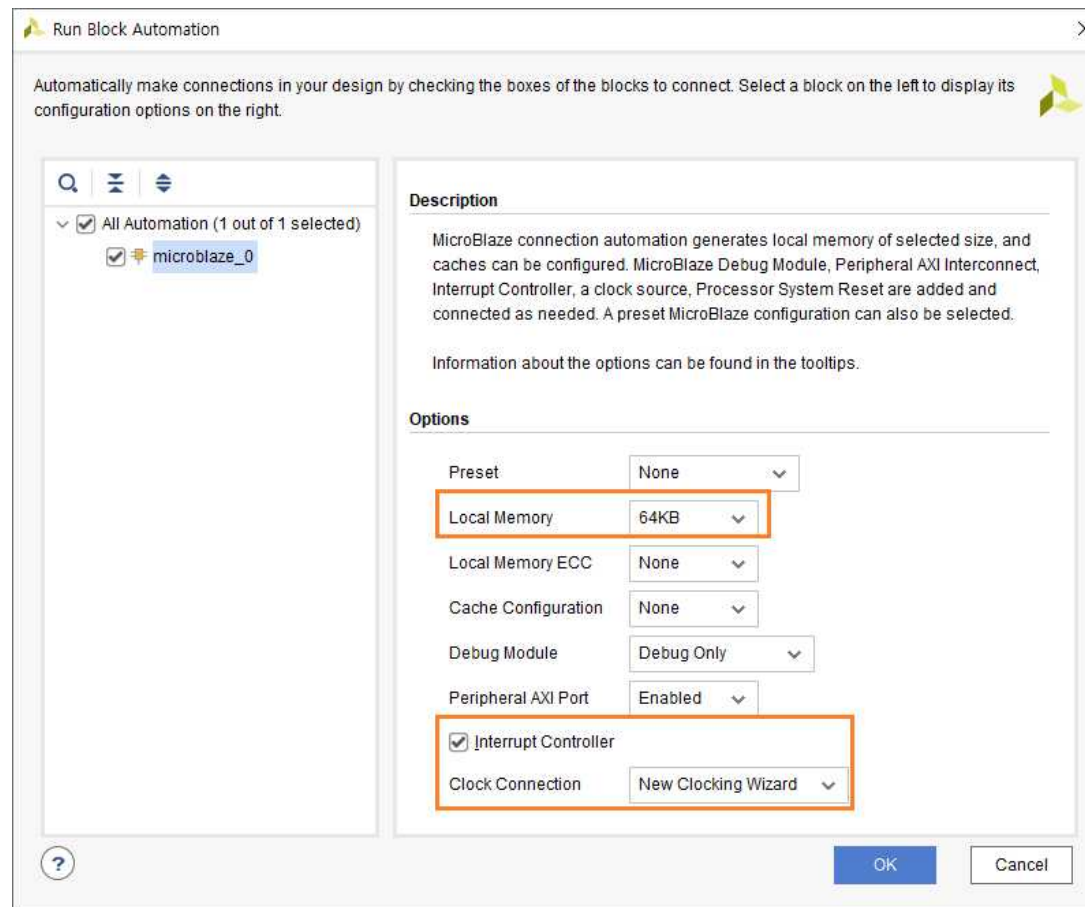 Run Block Automation
Automatically make connections in your design by checking the boxes of the blocks to connect. Select a block on the left to display its
configuration options on the right.
All Automation (1 out of 1 selected)
microblaze_0
Description
MicroBlaze connection automation generates local memory of selected size, and
caches can be configured. MicroBlaze Debug Module, Peripheral AXI Interconnect,
Interrupt Controller, a clock source, Processor System Reset are added and
connected as needed. A preset MicroBlaze configuration can also be selected.
Information about the options can be found in the tooltips.
Options
Preset None
Local Memory 64KB
Local Memory ECC None
Cache Configuration None
Debug Module Debug Only
Peripheral AXI Port Enabled
Interrupt Controller
Clock Connection New Clocking Wizard
? OK Cancel